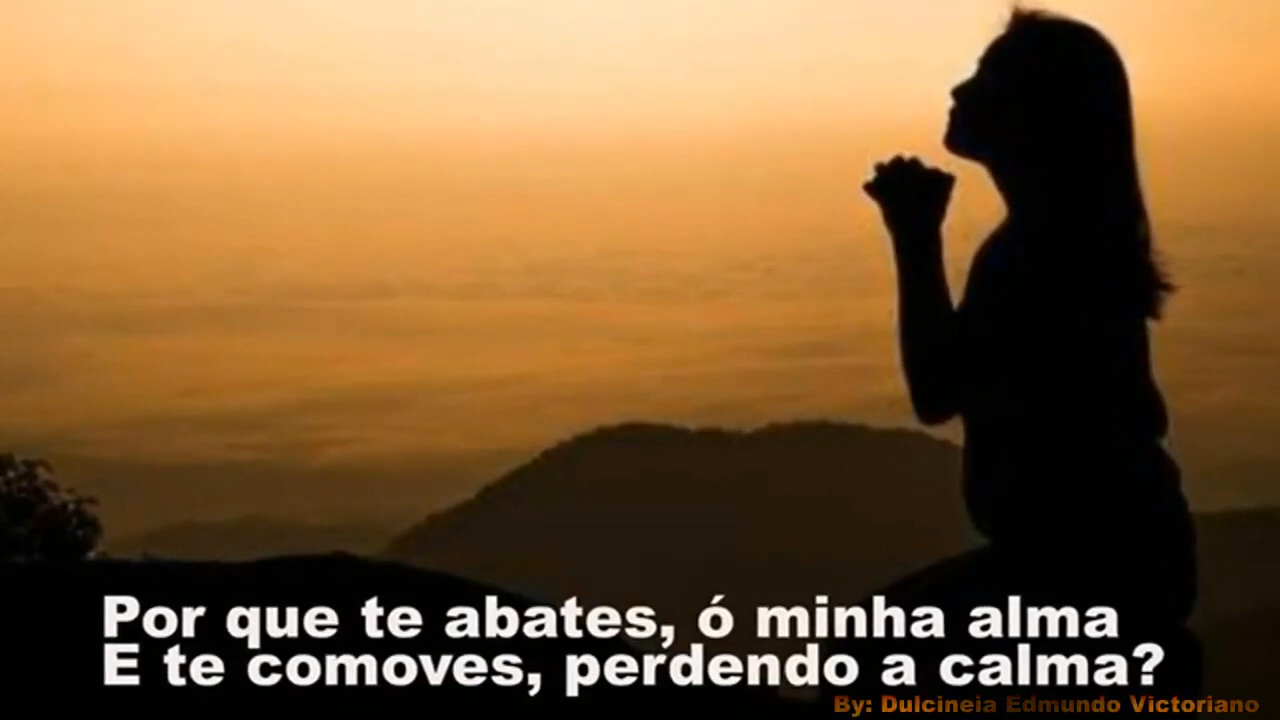 Por que te abates, ó minha alma
E te comoves, perdendo a calma?
By: Dulcineia Edmundo Victoriano